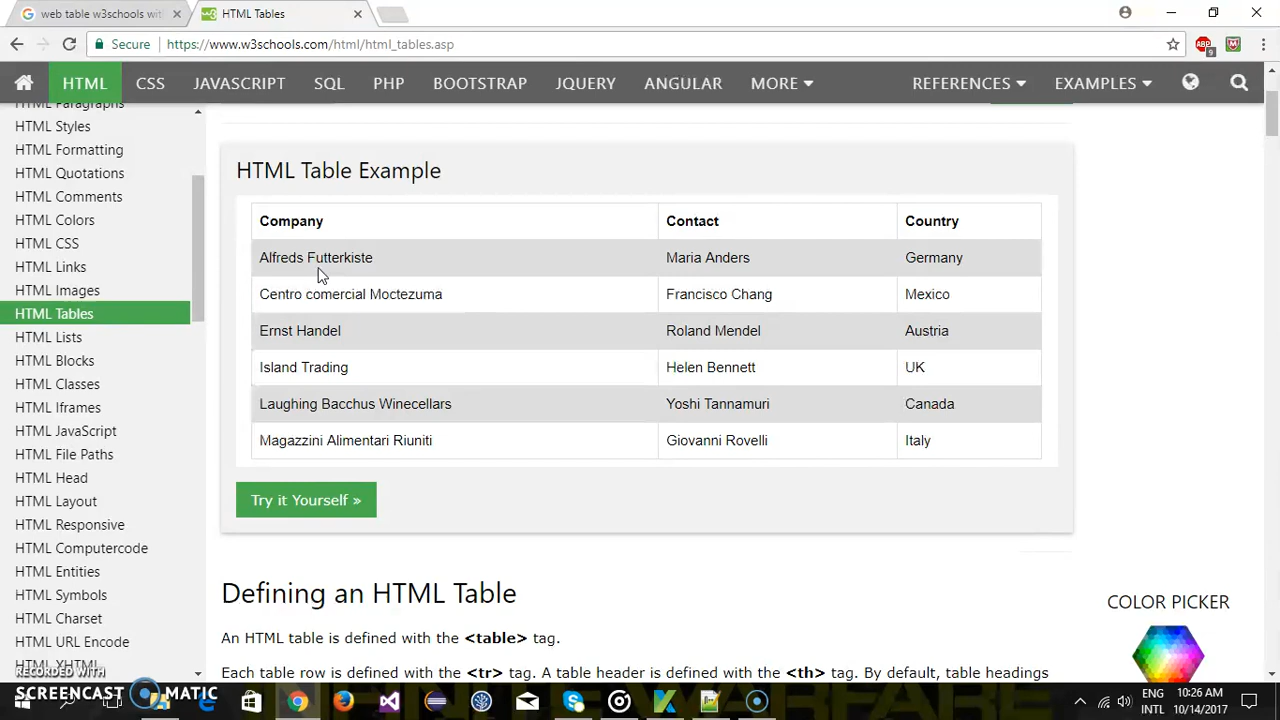 web table w3schools with
HTML Tables
Secure https://www.w3schools.com/html/html_tables.asp
ABP 9
HTML CSS JAVASCRIPT SQL PHP BOOTSTRAP JQUERY ANGULAR MORE REFERENCES EXAMPLES
HTML Paragraphs
HTML Styles
HTML Formatting
HTML Quotations
HTML Comments
HTML Colors
HTML CSS
HTML Links
HTML Images
HTML Tables
HTML Lists
HTML Blocks
HTML Classes
HTML Iframes
HTML JavaScript
HTML File Paths
HTML Head
HTML Layout
HTML Responsive
HTML Computercode
HTML Entities
HTML Symbols
HTML Charset
HTML URL Encode
HTML XHTML
HTML Table Example
Company Contact Country
Alfreds Futterkiste Maria Anders Germany
Centro comercial Moctezuma Francisco Chang Mexico
Ernst Handel Roland Mendel Austria
Island Trading Helen Bennett UK
Laughing Bacchus Winecellars Yoshi Tannamuri Canada
Magazzini Alimentari Riuniti Giovanni Rovelli Italy
Try it Yourself »
Defining an HTML Table
An HTML table is defined with the <table> tag.
Each table row is defined with the <tr> tag. A table header is defined with the <th> tag. By default, table headings
COLOR PICKER
RECORDED WITH
SCREENCAST MATIC
ENG
INTL
10:26 AM
10/14/2017